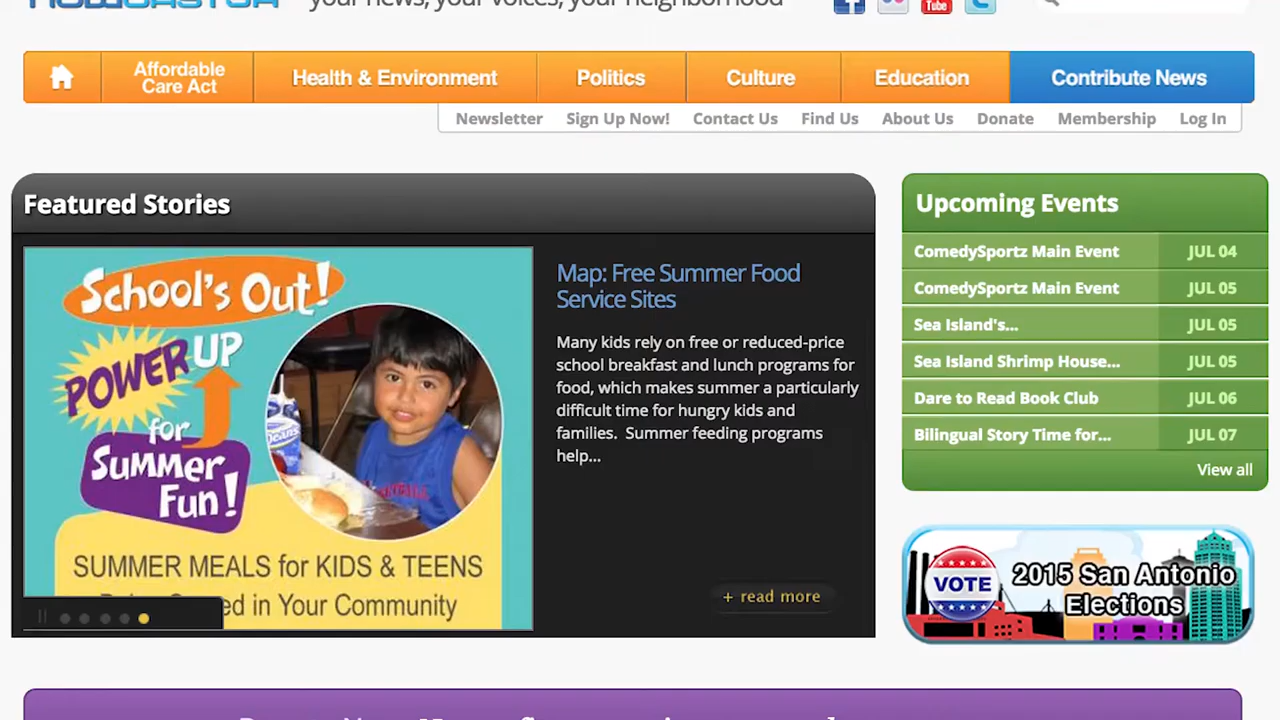 your news, your voices, your neighborhood
You
Tube
Affordable
Care Act
Health & Environment
Politics
Culture
Education
Contribute News
Newsletter
Sign Up Now!
Contact Us
Find Us
About Us
Donate
Membership
Log In
Featured Stories
School's Out!
POWER UP
for
Summer
Fun!
SUMMER MEALS for KIDS & TEENS
in Your Community
Map: Free Summer Food
Service Sites
Many kids rely on free or reduced-price
school breakfast and lunch programs for
food, which makes summer a particularly
difficult time for hungry kids and
families. Summer feeding programs
help...
+ read more
Upcoming Events
ComedySportz Main Event JUL 04
ComedySportz Main Event JUL 05
Sea Island's... JUL 05
Sea Island Shrimp House... JUL 05
Dare to Read Book Club JUL 06
Bilingual Story Time for... JUL 07
View all
VOTE
2015 San Antonio
Elections